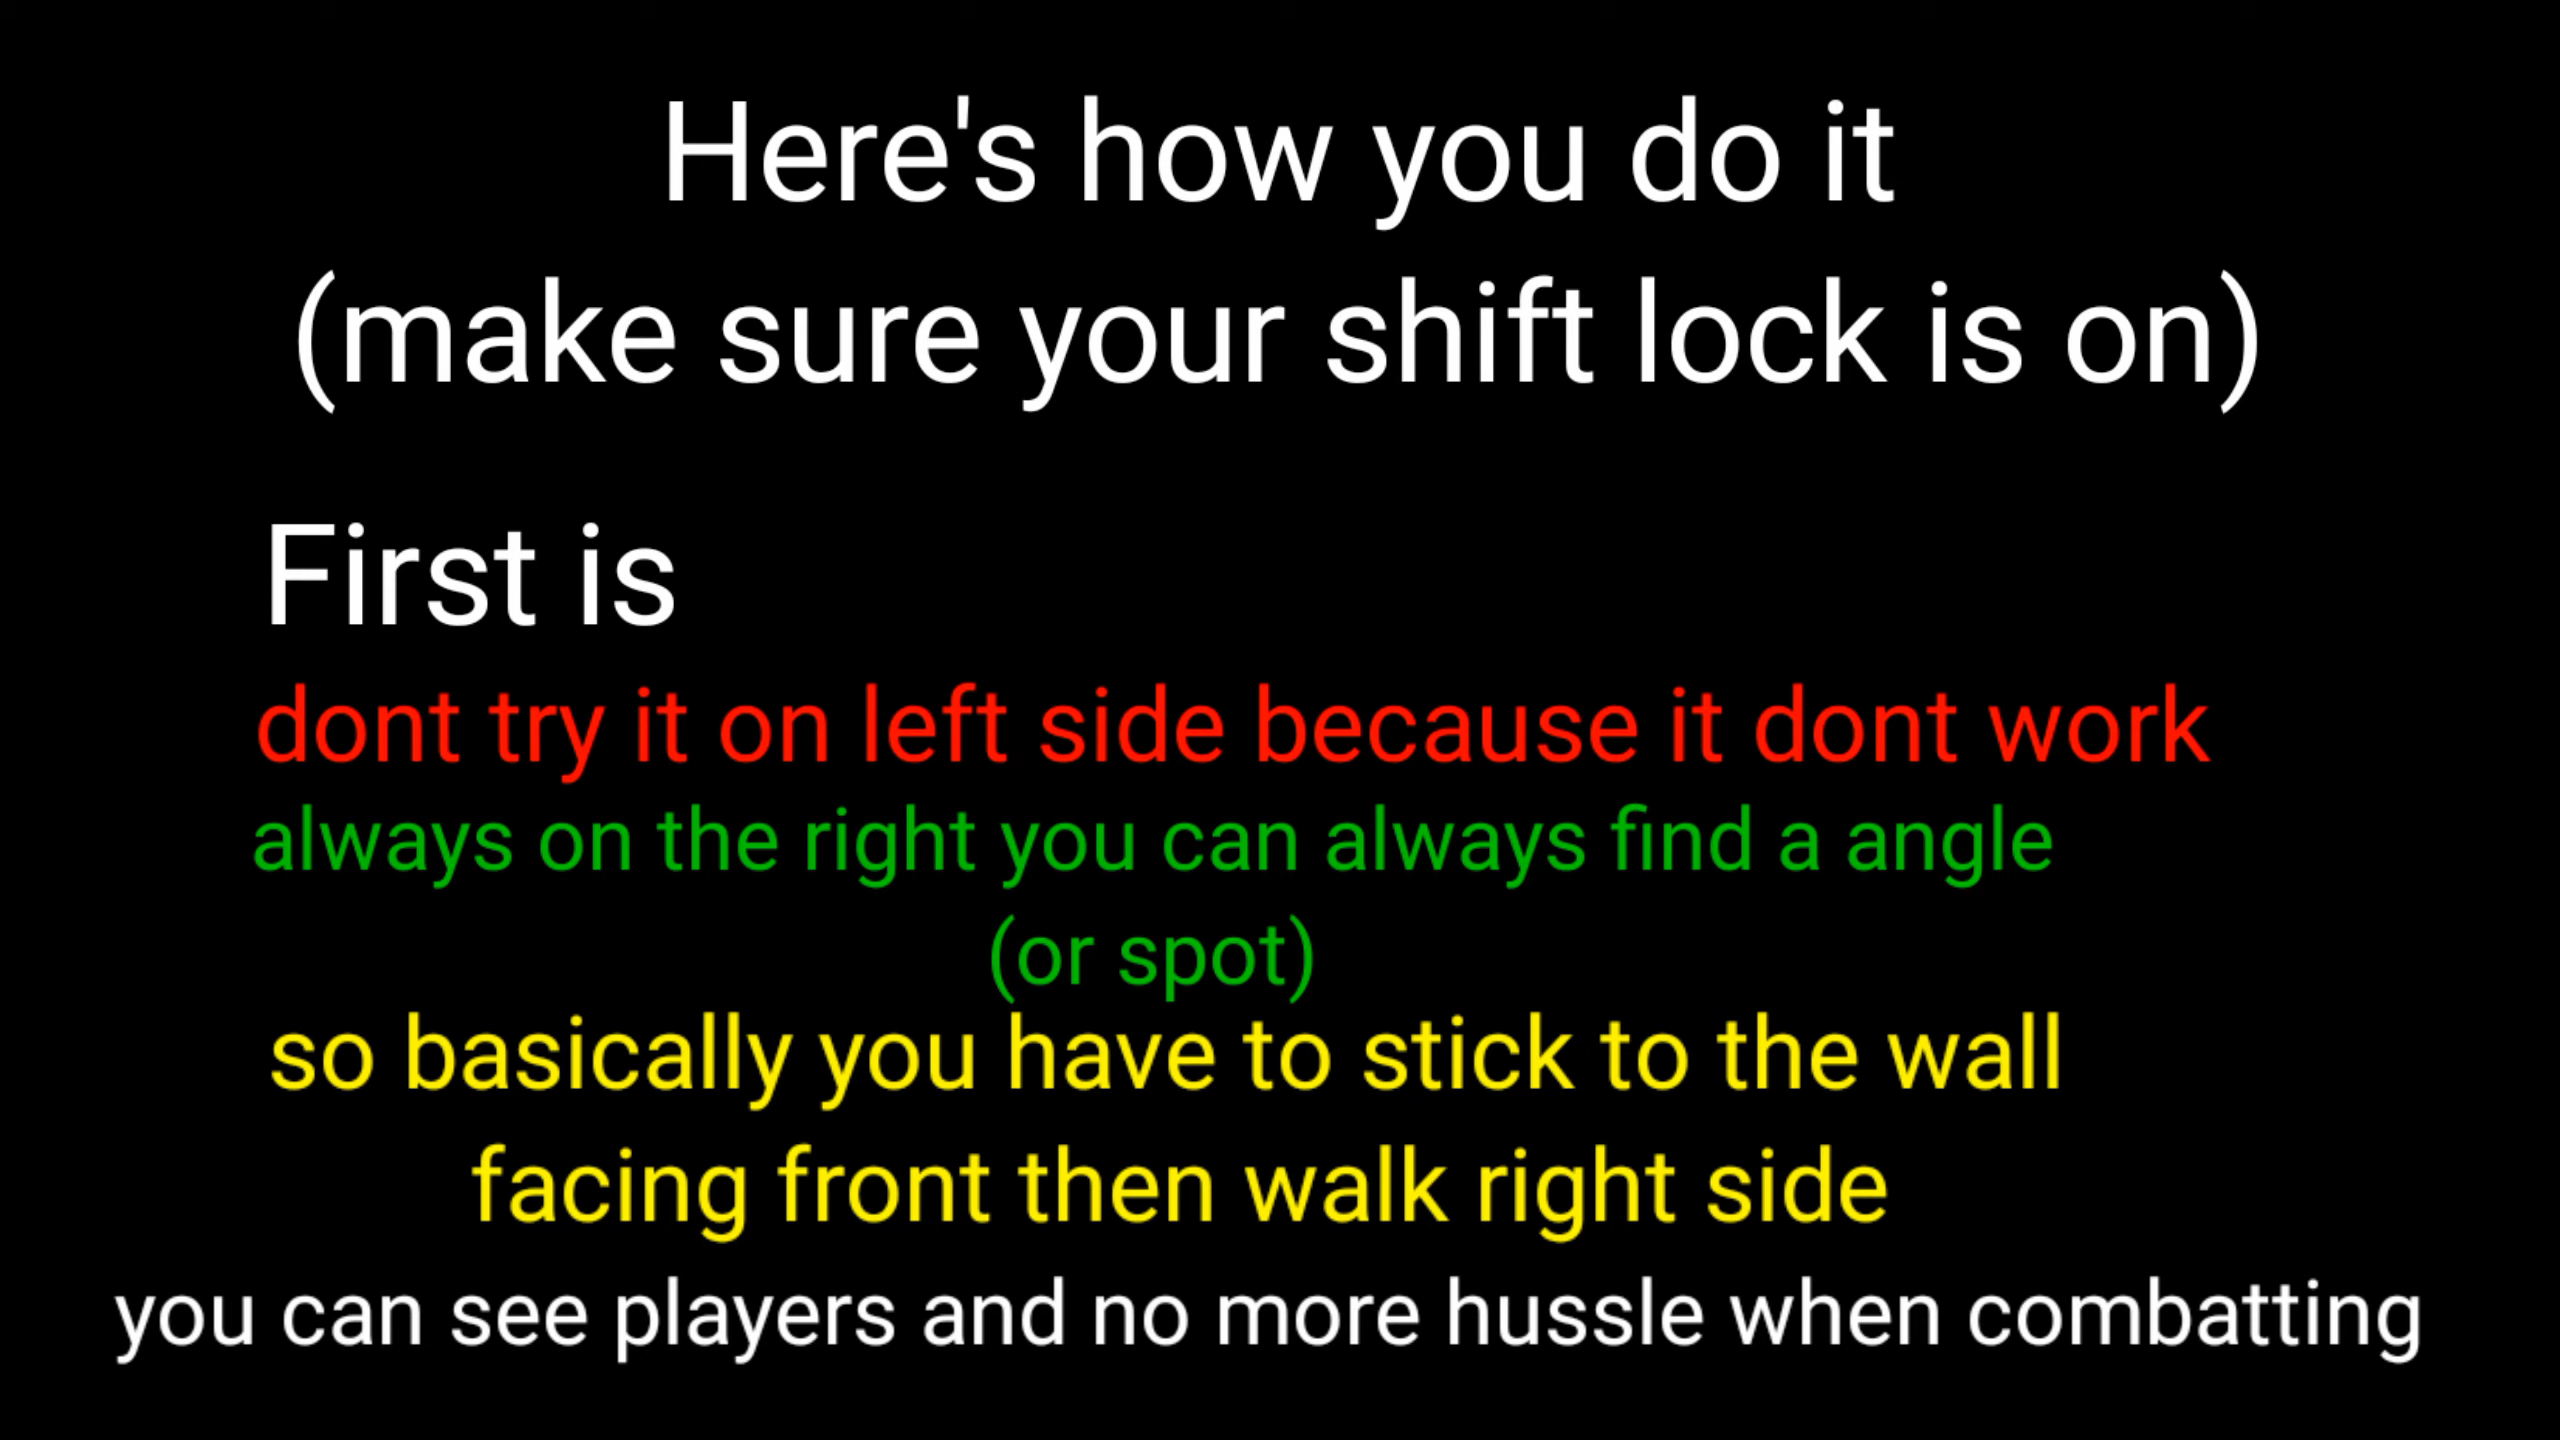 Here's how you do it
(make sure your shift lock is on)
First is
dont try it on left side because it dont work
always on the right you can always find a angle
(or spot)
so basically you have to stick to the wall
facing front then walk right side
you can see players and no more hussle when combatting